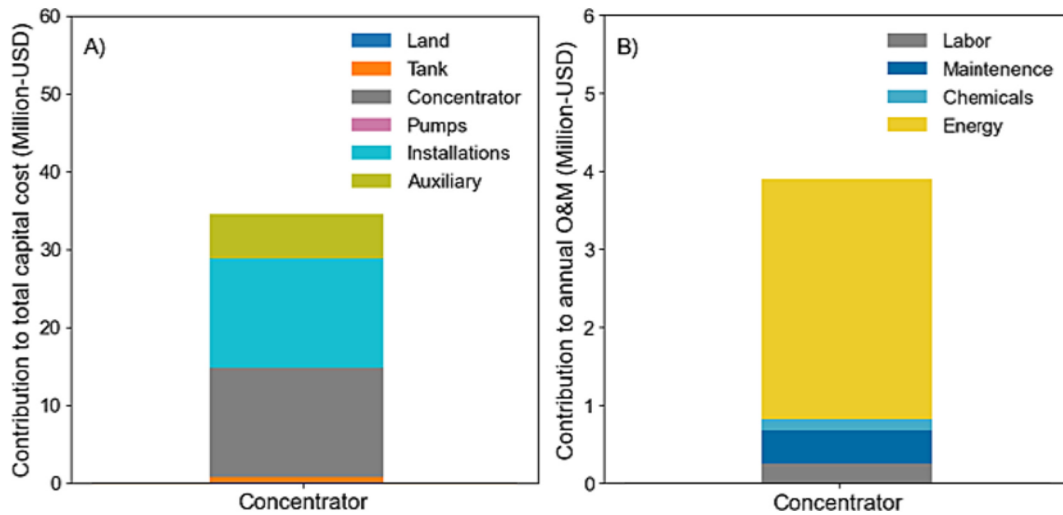 A)
Contribution to total capital cost (Million-USD)
60
50
40
30
20
10
0
Land
Tank
Concentrator
Pumps
Installations
Auxiliary
Concentrator
B)
Contribution to annual O&M (Million-USD)
6
5
4
3
2
1
0
Labor
Maintenence
Chemicals
Energy
Concentrator